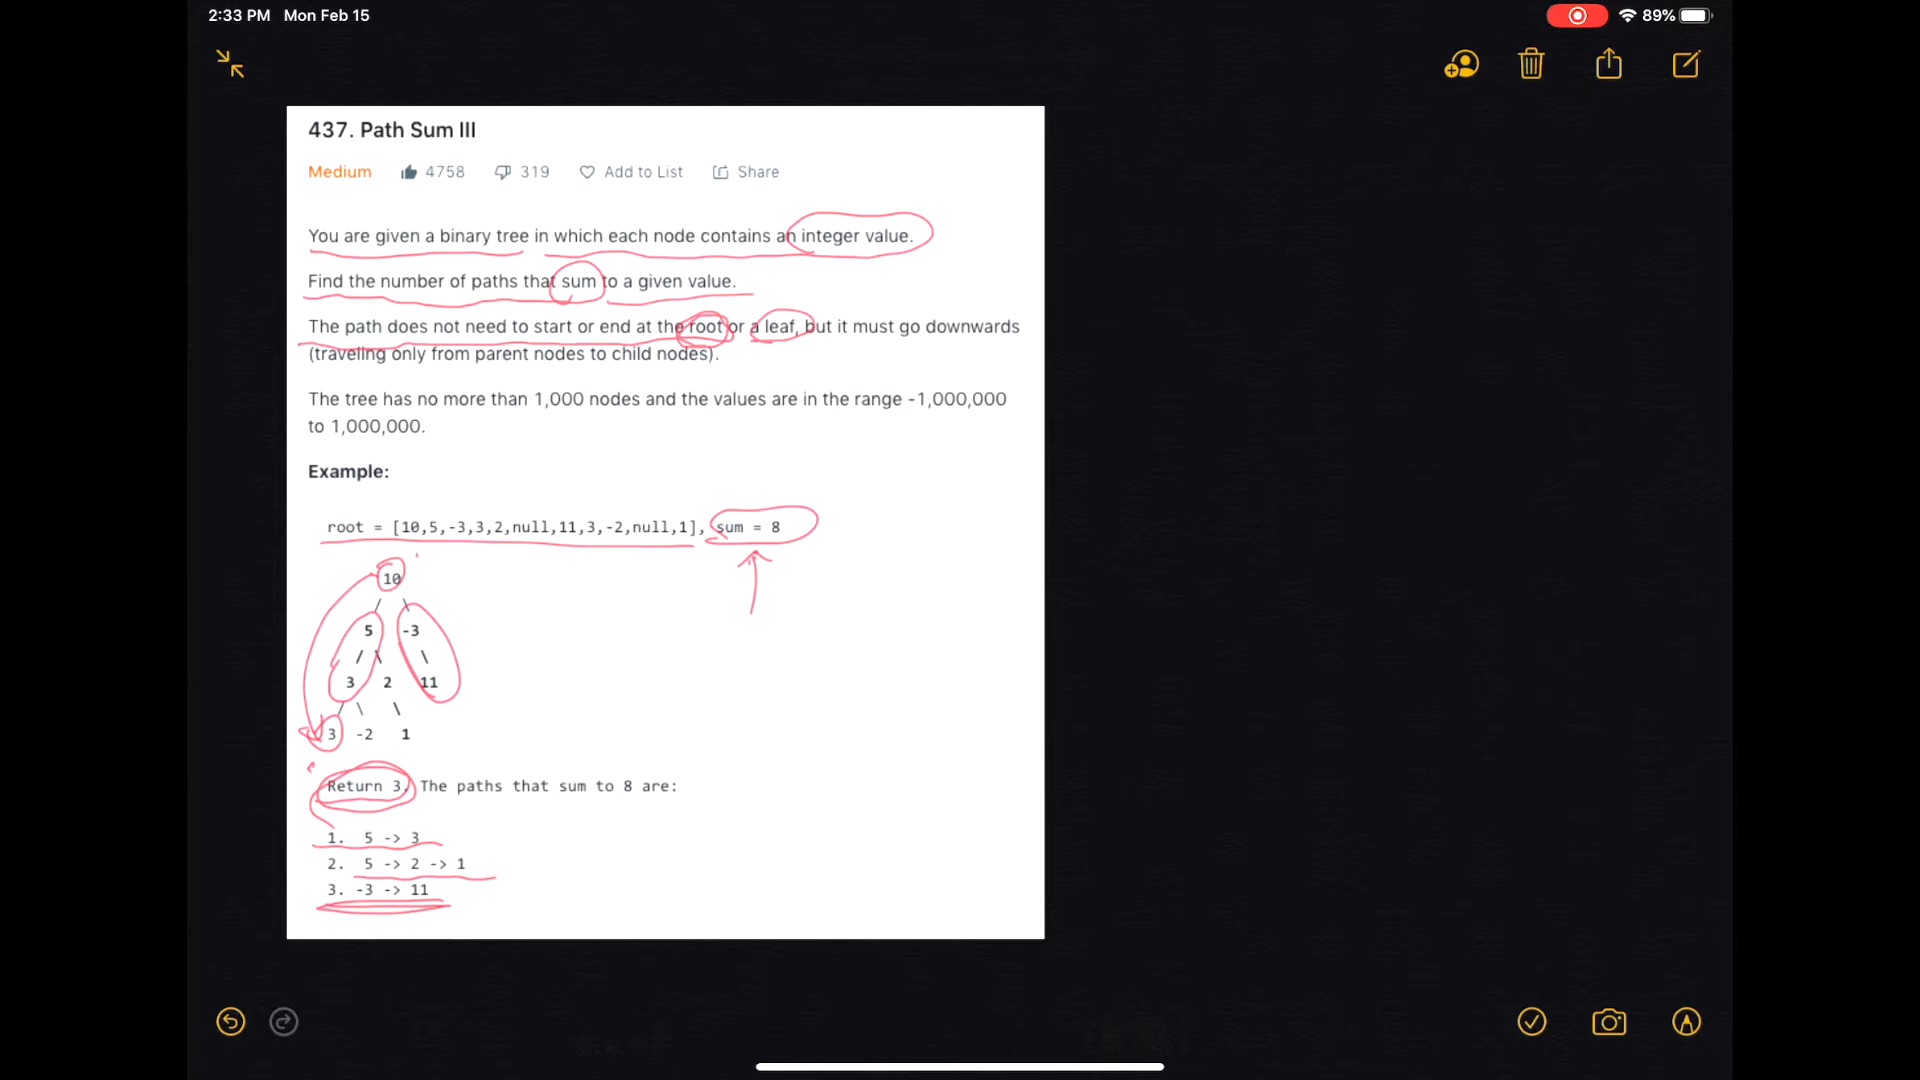 2:33 PM Mon Feb 15
89%
437. Path Sum III
Medium 4758 319 Add to List Share
You are given a binary tree in which each node contains an integer value.
Find the number of paths that sum to a given value.
The path does not need to start or end at the root or a leaf, but it must go downwards
(traveling only from parent nodes to child nodes).
The tree has no more than 1,000 nodes and the values are in the range -1,000,000
to 1,000,000.
Example:
root = [10,5,-3,3,2,null,11,3,-2,null,1], sum = 8
10
/ \
5 -3
/ \ \
3 2 11
/ \ \
3 -2 1
Return 3. The paths that sum to 8 are:
1. 5 -> 3
2. 5 -> 2 -> 1
3. -3 -> 11